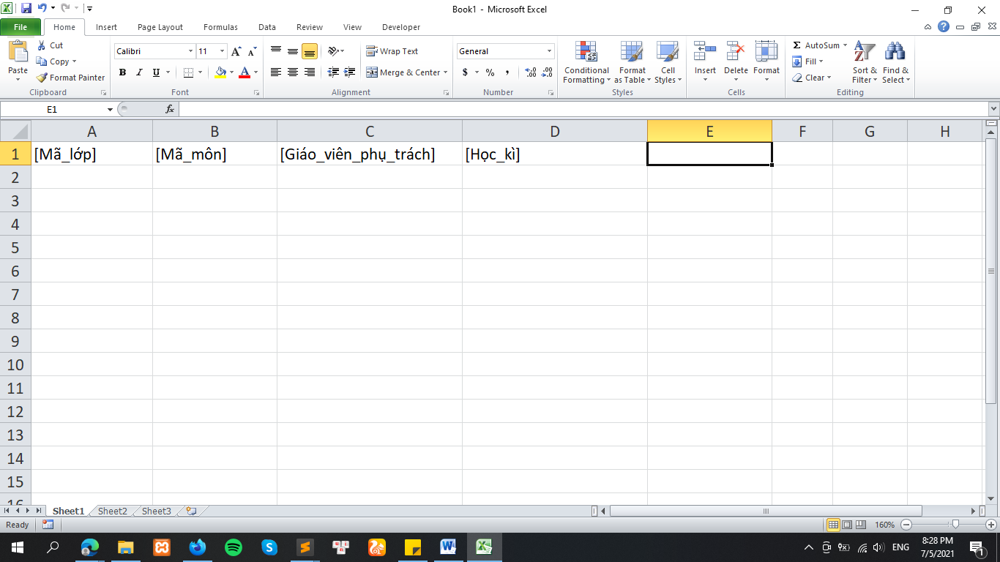 Book1 - Microsoft Excel
File Home Insert Page Layout Formulas Data Review View Developer
Paste
Cut
Copy
Format Painter
Clipboard
Calibri 11
B I U
Font
Wrap Text
Merge & Center
Alignment
General
$ % ,
Number
Conditional Formatting
Format as Table
Cell Styles
Styles
Insert Delete Format
Cells
AutoSum
Fill
Clear
Sort & Filter
Find & Select
Editing
E1 fx
A B C D E F G H
1 [Mã_lớp] [Mã_môn] [Giáo_viên_phụ_trách] [Học_kì]
2
3
4
5
6
7
8
9
10
11
12
13
14
15
16
Sheet1 Sheet2 Sheet3
Ready 160%
ENG
8:28 PM
7/5/2021
1